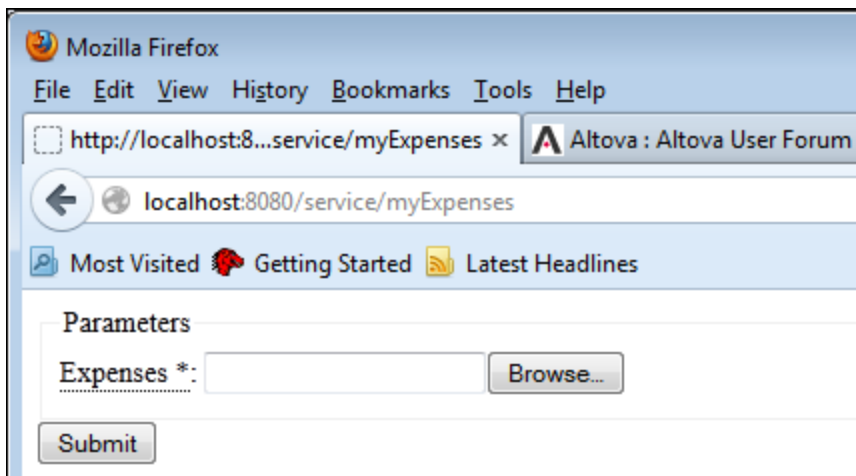 Mozilla Firefox
File Edit View History Bookmarks Tools Help
http://localhost:8...service/myExpenses × Altova : Altova User Forum
localhost:8080/service/myExpenses
Most Visited Getting Started Latest Headlines
Parameters
Expenses *: Browse...
Submit